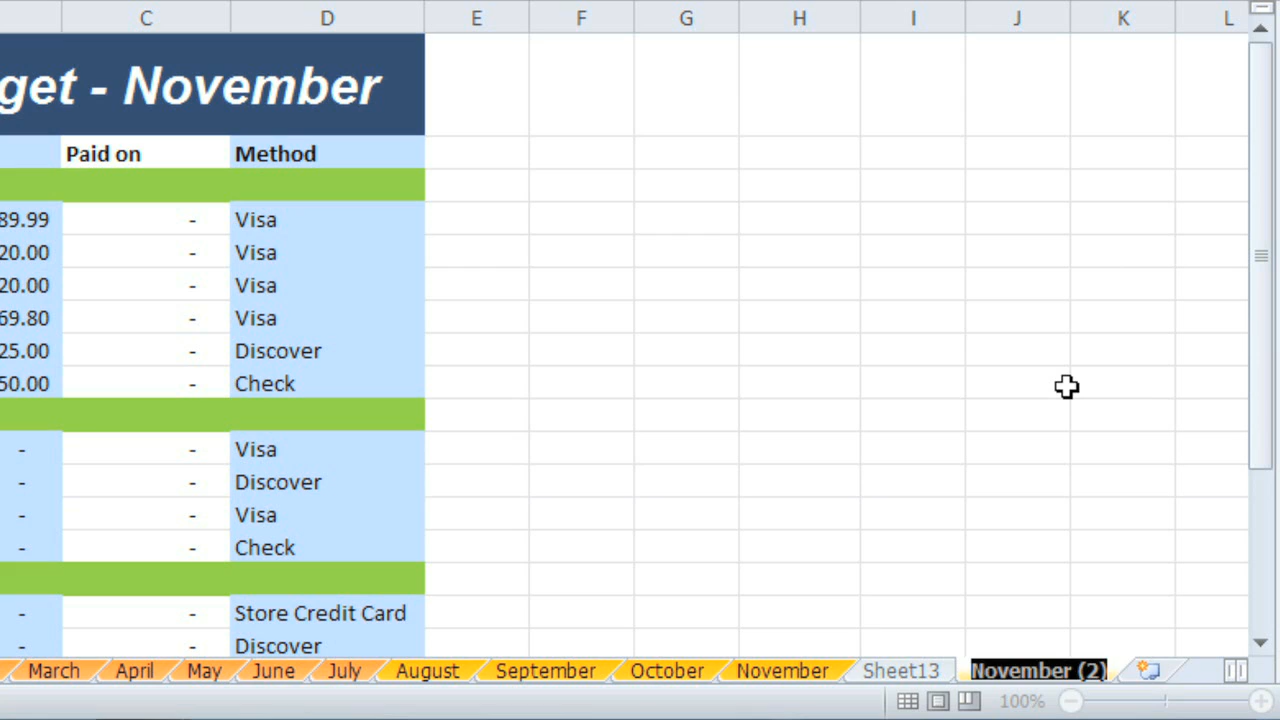 C D E F G H I J K L
get - November
Paid on Method
89.99 - Visa
20.00 - Visa
20.00 - Visa
69.80 - Visa
25.00 - Discover
50.00 - Check
- - Visa
- - Discover
- - Visa
- - Check
- - Store Credit Card
- - Discover
March April May June July August September October November Sheet13 November (2)
100%